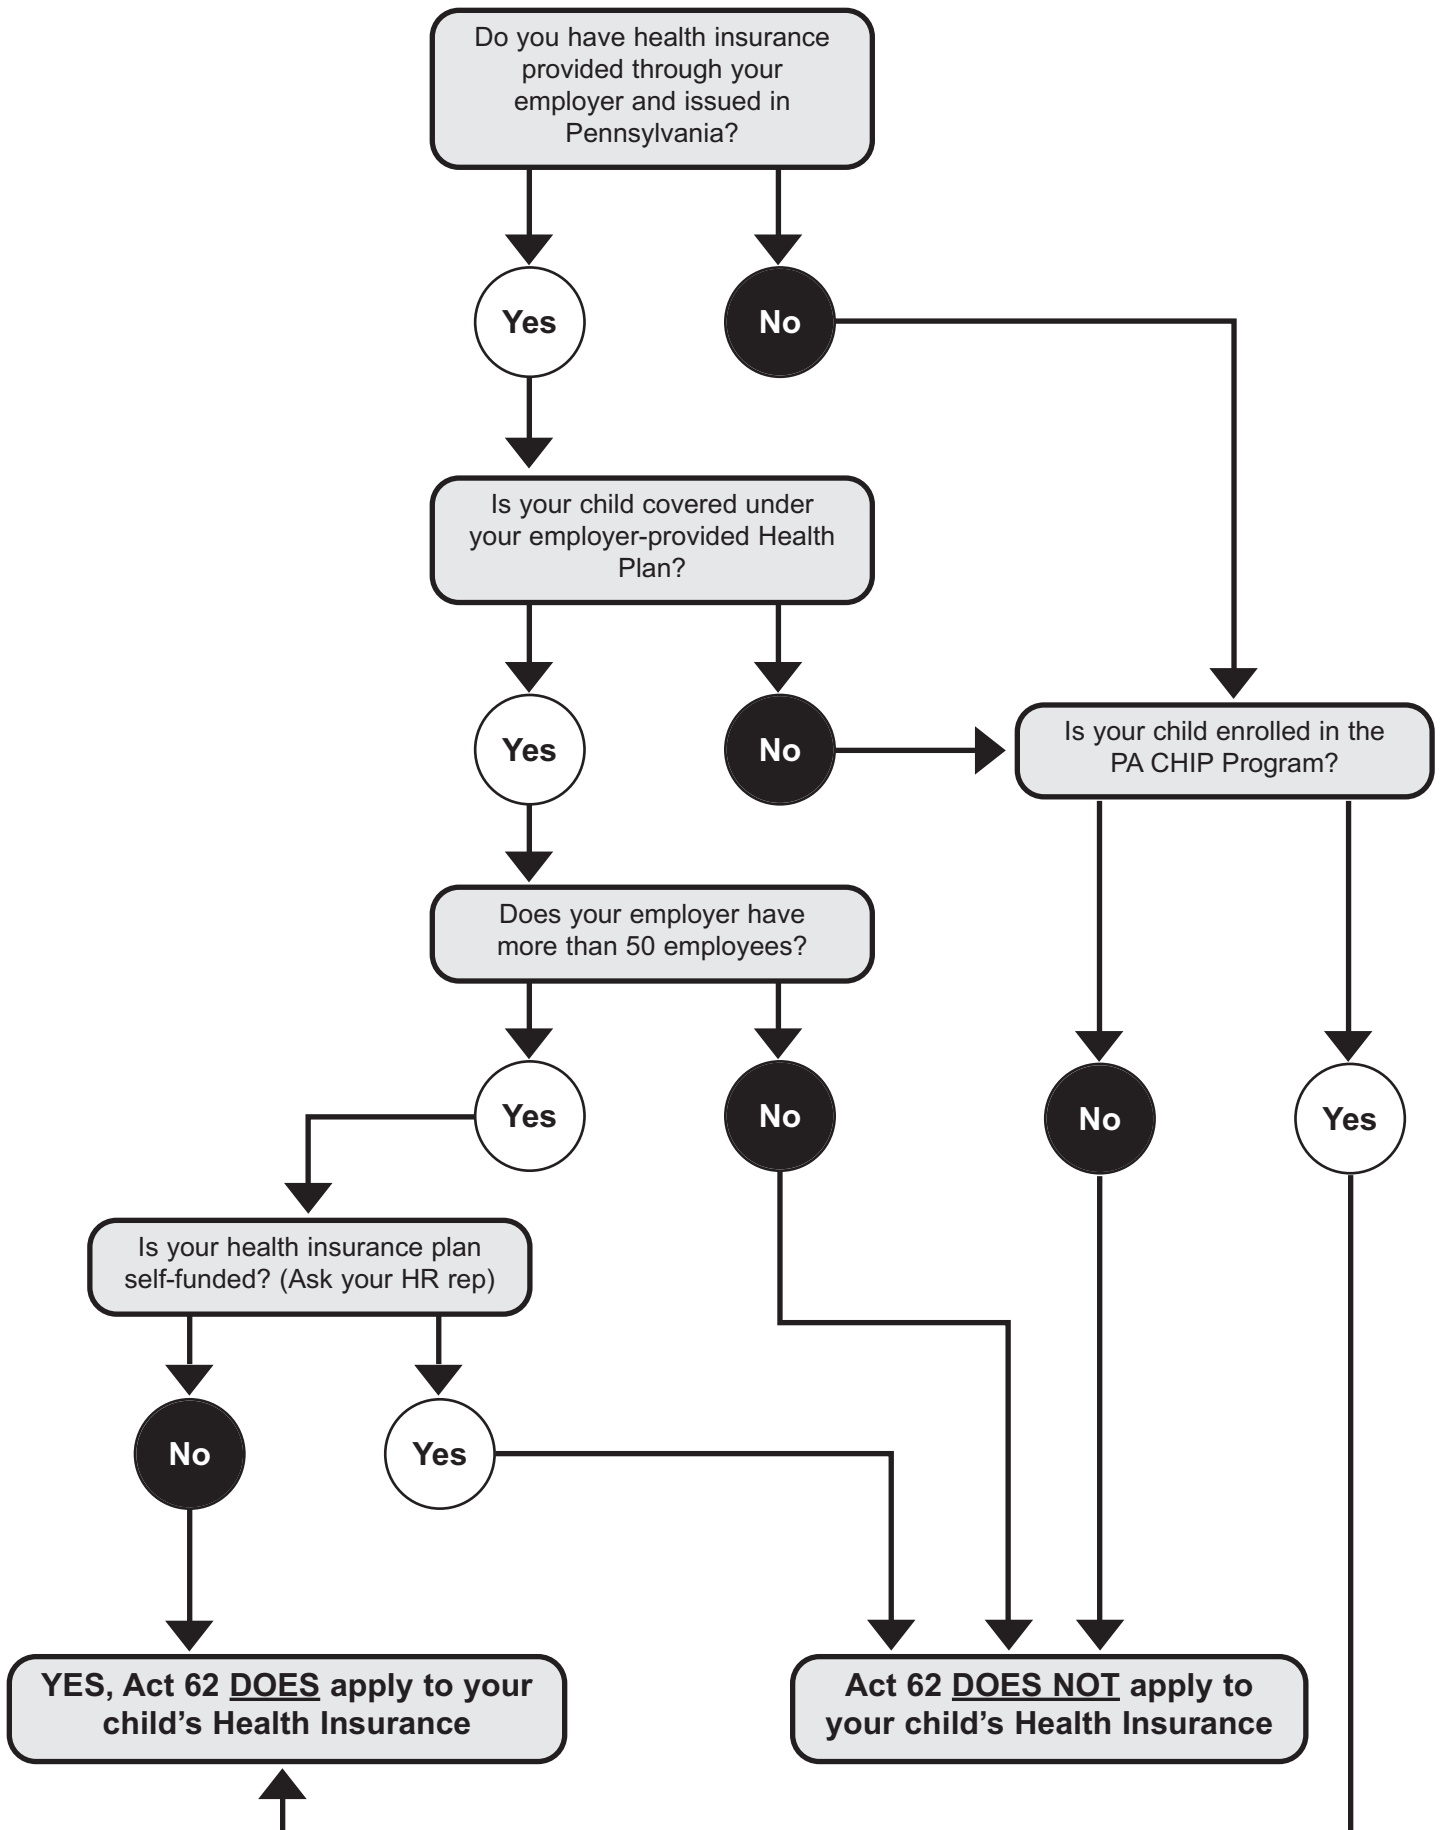 Do you have health insurance
provided through your
employer and issued in
Pennsylvania?
Yes
No
Is your child covered under
your employer-provided Health
Plan?
Yes
No
Is your child enrolled in the
PA CHIP Program?
Does your employer have
more than 50 employees?
Yes
No
No
Yes
Is your health insurance plan
self-funded? (Ask your HR rep)
No
Yes
YES, Act 62 DOES apply to your
child’s Health Insurance
Act 62 DOES NOT apply to
your child’s Health Insurance